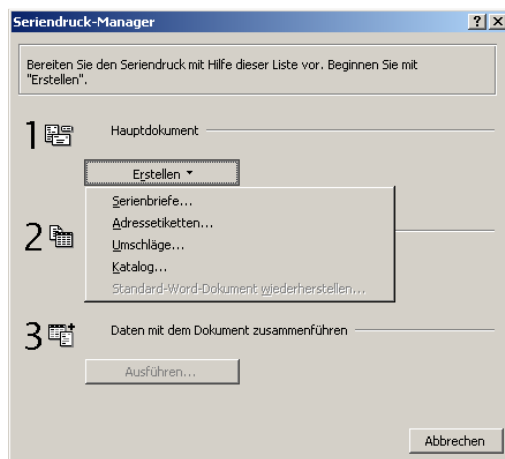 Seriendruck-Manager
Bereiten Sie den Seriendruck mit Hilfe dieser Liste vor. Beginnen Sie mit
"Erstellen".
1 Hauptdokument
Erstellen
Serienbriefe...
Adressetiketten...
2
Umschläge...
Katalog...
Standard-Word-Dokument wiederherstellen...
3 Daten mit dem Dokument zusammenführen
Ausführen...
Abbrechen